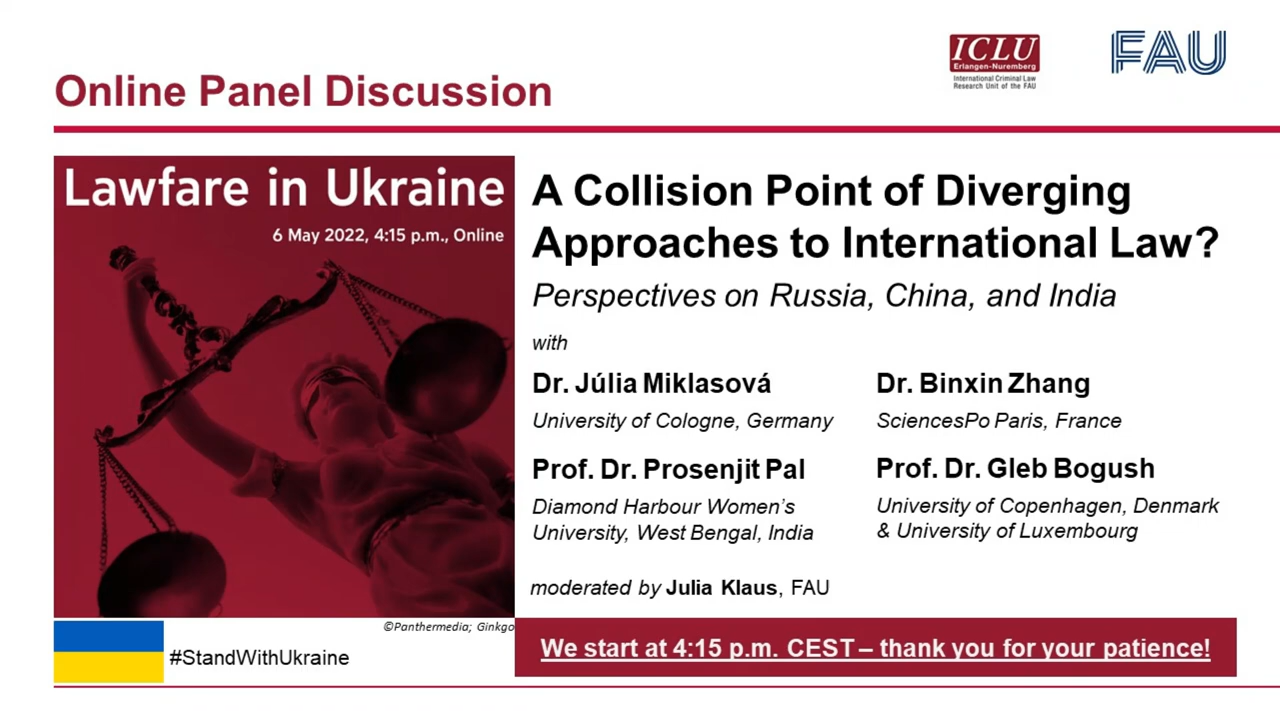 Online Panel Discussion
ICLU
Erlangen-Nuremberg
International Criminal Law
Research Unit of the FAU
FAU
Lawfare in Ukraine
6 May 2022, 4:15 p.m., Online
A Collision Point of Diverging
Approaches to International Law?
Perspectives on Russia, China, and India
with
Dr. Júlia Miklasová
University of Cologne, Germany
Dr. Binxin Zhang
SciencesPo Paris, France
Prof. Dr. Prosenjit Pal
Diamond Harbour Women's
University, West Bengal, India
Prof. Dr. Gleb Bogush
University of Copenhagen, Denmark
& University of Luxembourg
moderated by Julia Klaus, FAU
©Panthermedia; Ginkgo
#StandWithUkraine
We start at 4:15 p.m. CEST – thank you for your patience!